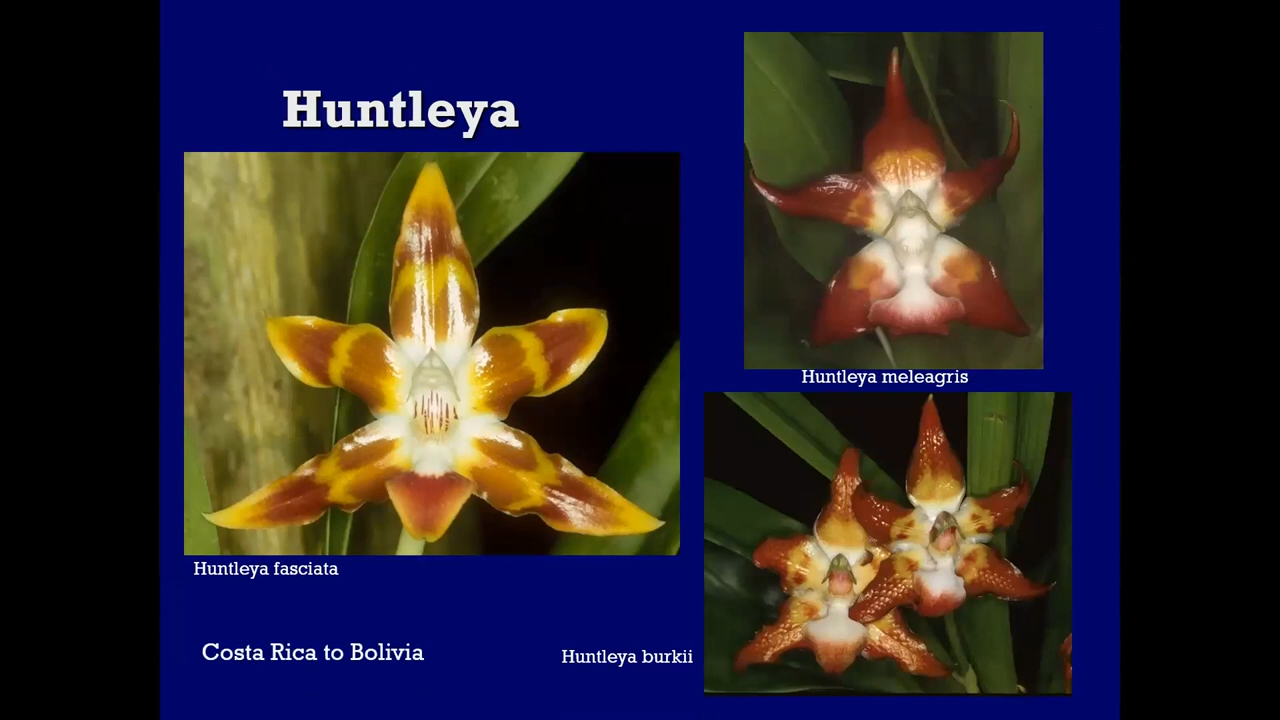 Huntleya
Huntleya meleagris
Huntleya fasciata
Costa Rica to Bolivia
Huntleya burkii